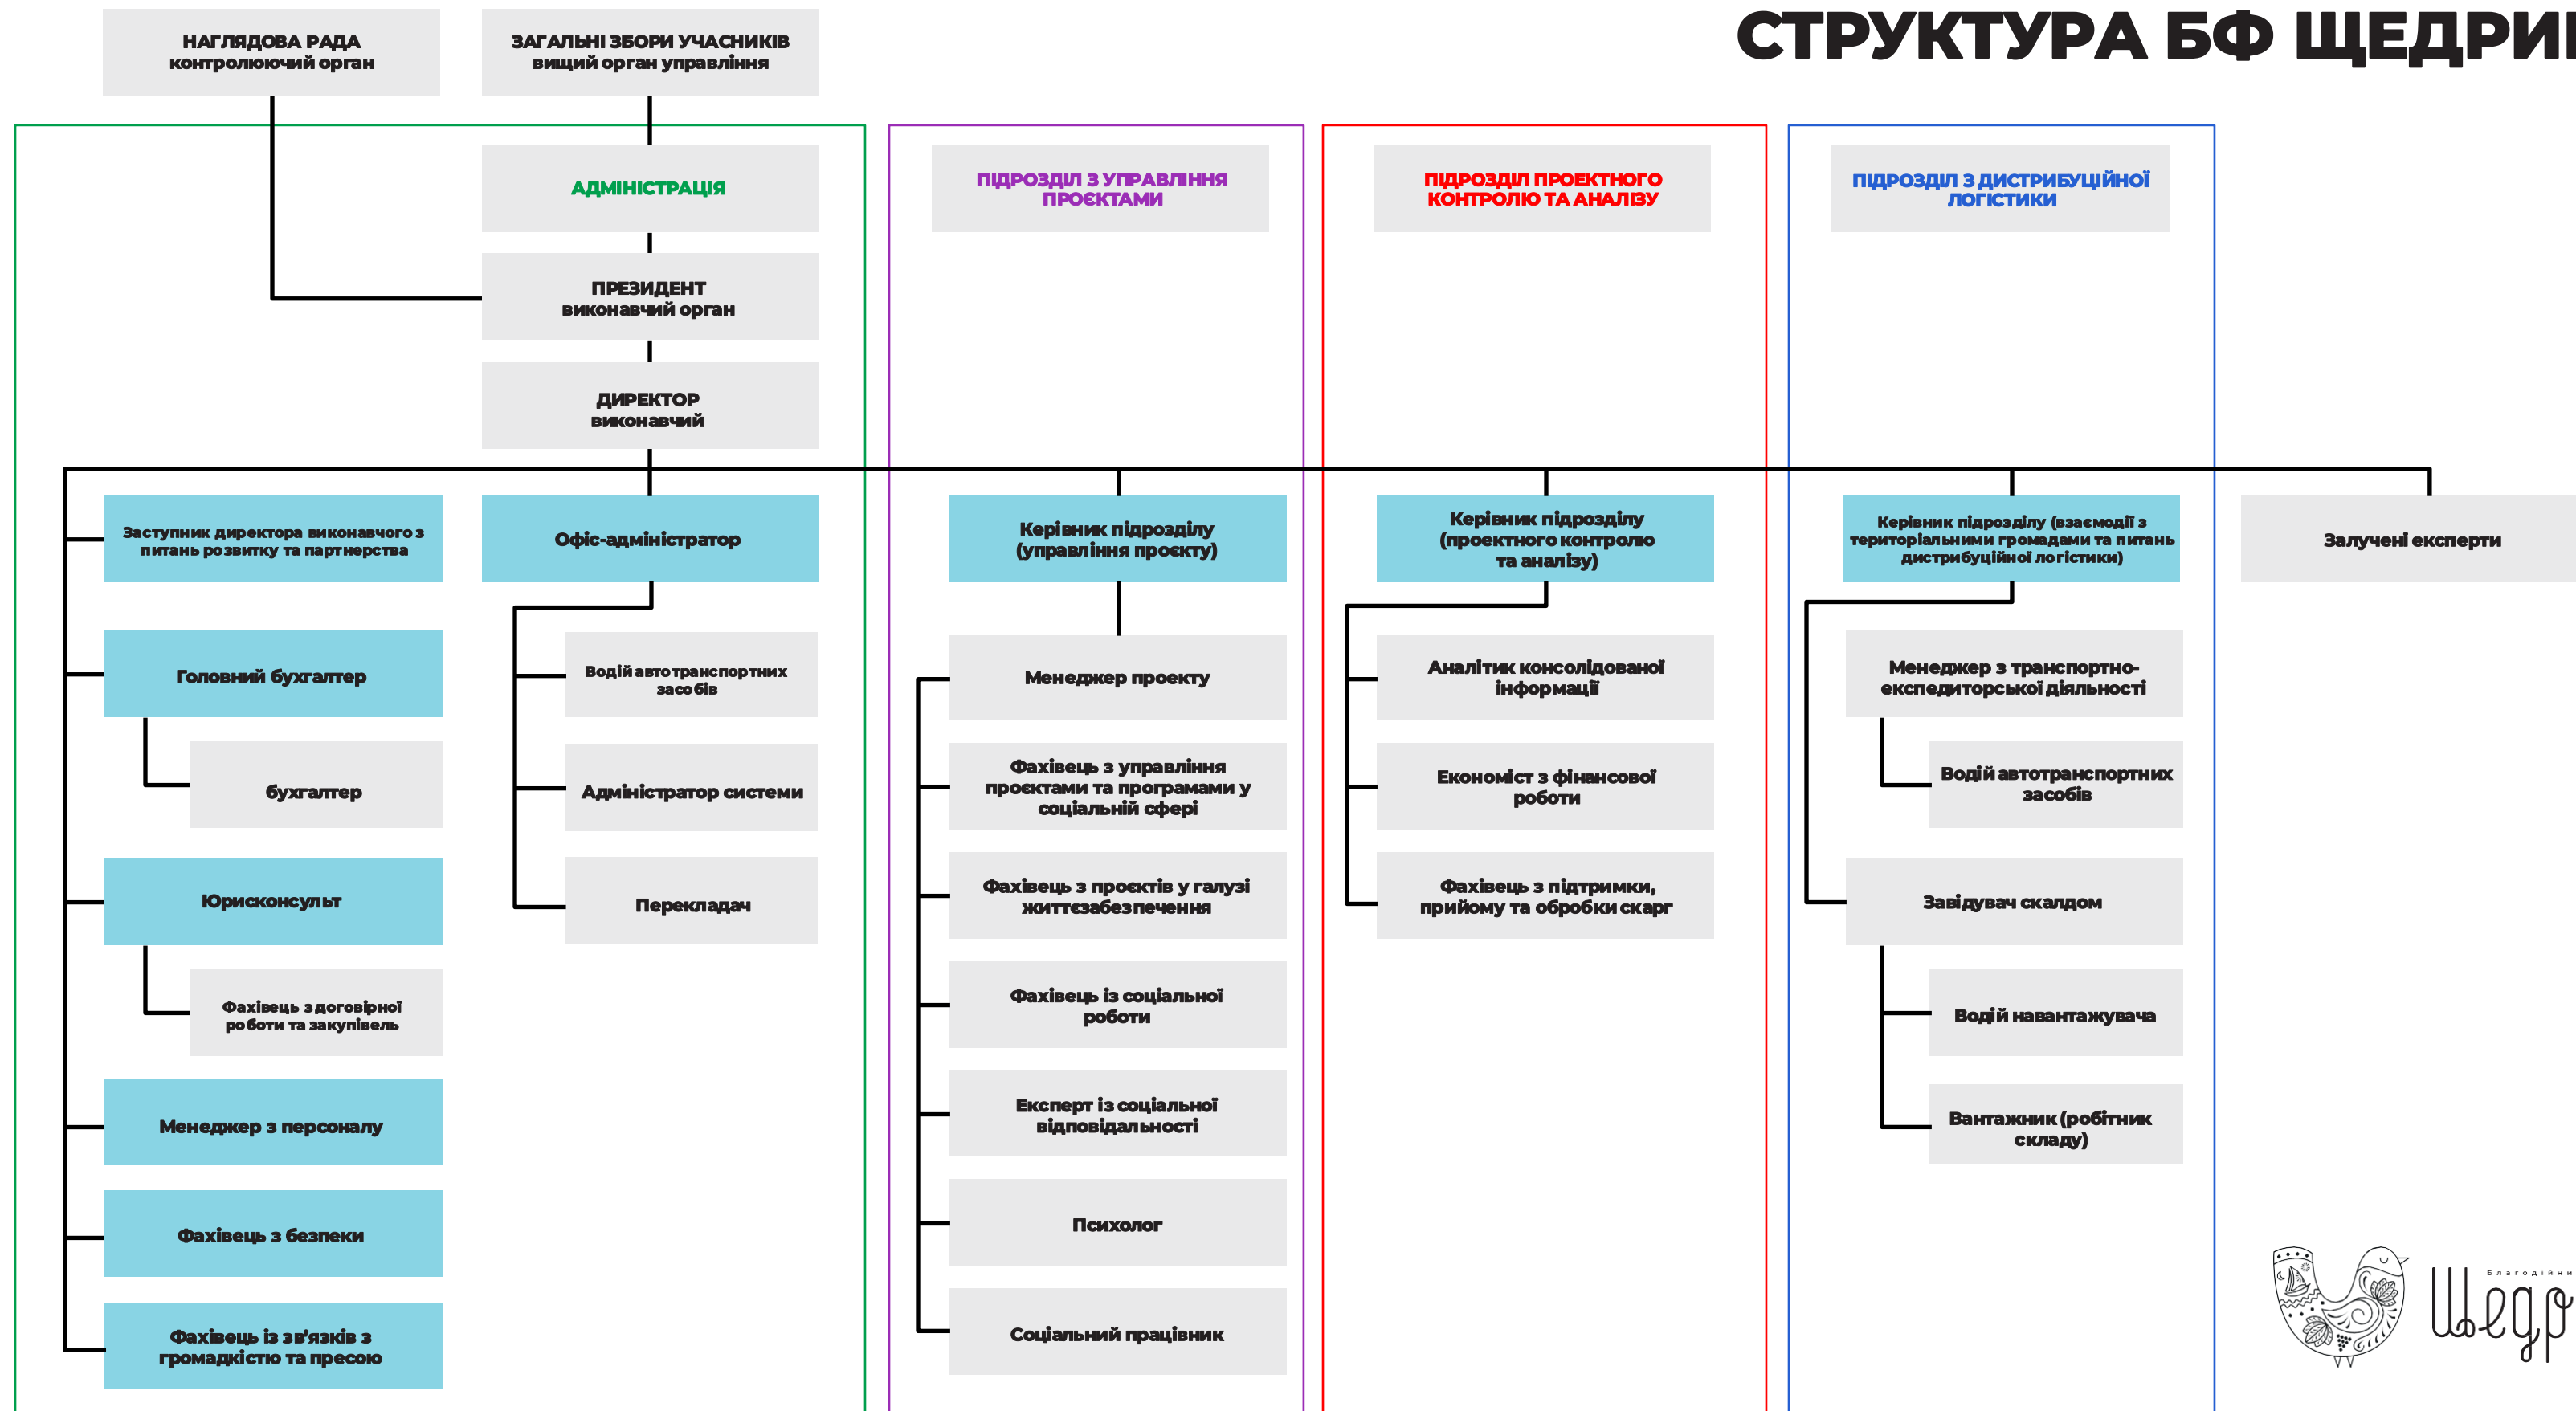 СТРУКТУРА БФ ЩЕДРИК
НАГЛЯДОВА РАДА
контролюючий орган
ЗАГАЛЬНІ ЗБОРИ УЧАСНИКІВ
вищий орган управління
АДМІНІСТРАЦІЯ
ПІДРОЗДІЛ З УПРАВЛІННЯ
ПРОЄКТАМИ
ПІДРОЗДІЛ ПРОЕКТНОГО
КОНТРОЛЮ ТА АНАЛІЗУ
ПІДРОЗДІЛ З ДИСТРИБУЦІЙНОЇ
ЛОГІСТИКИ
ПРЕЗИДЕНТ
виконавчий орган
ДИРЕКТОР
виконавчий
Заступник директора виконавчого з
питань розвитку та партнерства
Офіс-адміністратор
Керівник підрозділу
(управління проєкту)
Керівник підрозділу
(проектного контролю
та аналізу)
Керівник підрозділу (взаємодії з
територіальними громадами та питань
дистрибуційної логістики)
Залучені експерти
Головний бухгалтер
бухгалтер
Юрисконсульт
Фахівець з договірної
роботи та закупівель
Менеджер з персоналу
Фахівець з безпеки
Фахівець із зв’язків з
громадкістю та пресою
Водій автотранспортних
засобів
Адміністратор системи
Перекладач
Менеджер проекту
Фахівець з управління
проєктами та програмами у
соціальній сфері
Фахівець з проєктів у галузі
життєзабезпечення
Фахівець із соціальної
роботи
Експерт із соціальної
відповідальності
Психолог
Соціальний працівник
Аналітик консолідованої
інформації
Економіст з фінансової
роботи
Фахівець з підтримки,
прийому та обробки скарг
Менеджер з транспортно-
експедиторської діяльності
Водій автотранспортних
засобів
Завідувач скалдом
Водій навантажувача
Вантажник (робітник
складу)
Благодійни
Щедр